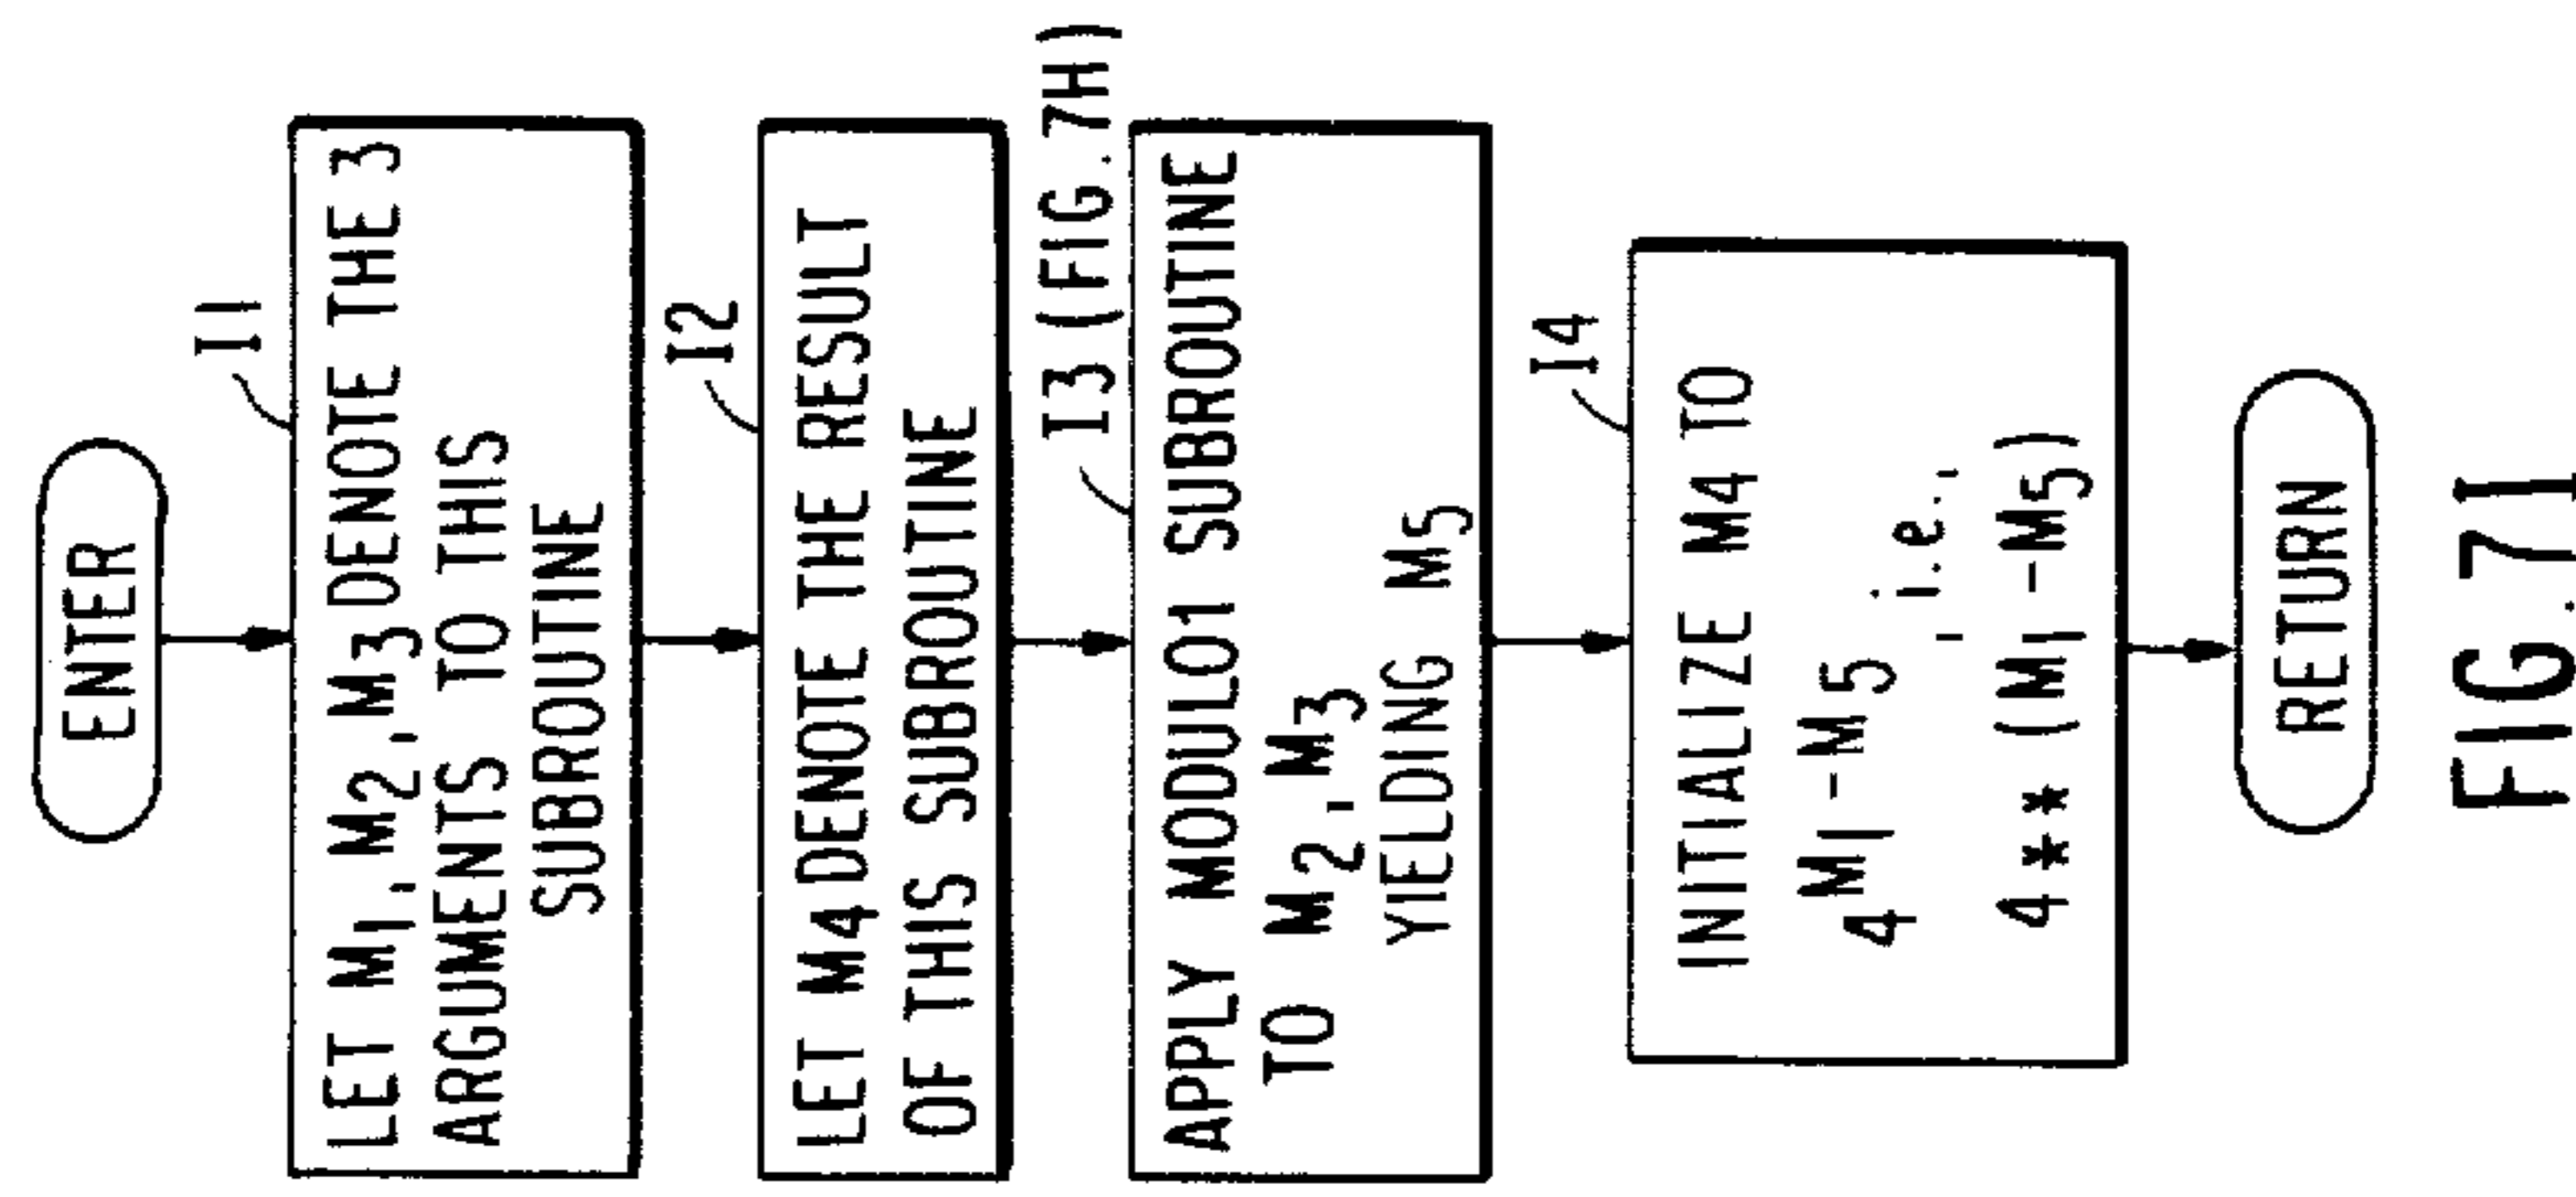 ENTER
I1
LET M₁, M₂, M₃ DENOTE THE 3
ARGUMENTS TO THIS
SUBROUTINE
I2
LET M₄ DENOTE THE RESULT
OF THIS SUBROUTINE
I3 (FIG. 7H)
APPLY MODULO1 SUBROUTINE
TO M₂, M₃
YIELDING M₅
I4
INITIALIZE M4 TO
4^M₁-M₅, i.e.,
4** (M₁-M₅)
RETURN
FIG. 7I